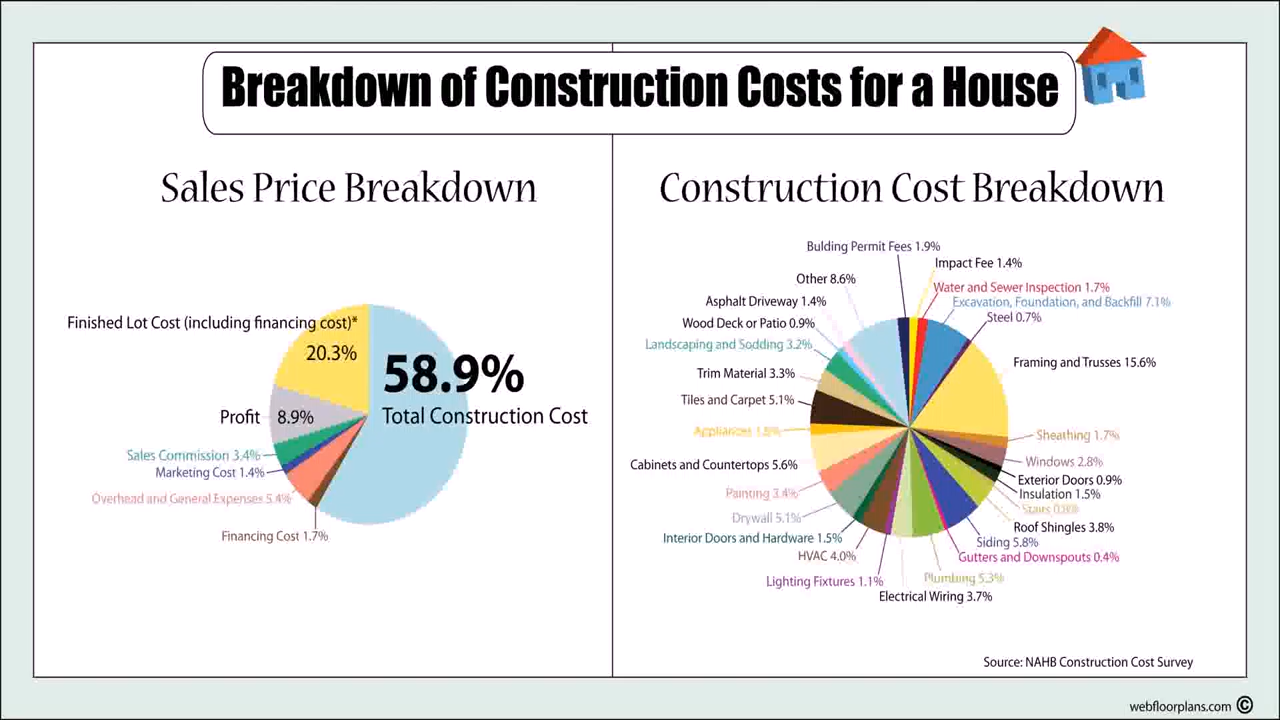 Breakdown of Construction Costs for a House
Sales Price Breakdown
Finished Lot Cost (including financing cost)*
20.3%
58.9%
Total Construction Cost
Profit 8.9%
Sales Commission 3.4%
Marketing Cost 1.4%
Overhead and General Expenses 5.4%
Financing Cost 1.7%
Construction Cost Breakdown
Bulding Permit Fees 1.9%
Impact Fee 1.4%
Water and Sewer Inspection 1.7%
Excavation, Foundation, and Backfill 7.1%
Steel 0.7%
Framing and Trusses 15.6%
Sheathing 1.7%
Windows 2.8%
Exterior Doors 0.9%
Insulation 1.5%
Stairs
Roof Shingles 3.8%
Siding 5.8%
Gutters and Downspouts 0.4%
Plumbing 5.3%
Electrical Wiring 3.7%
Lighting Fixtures 1.1%
HVAC 4.0%
Interior Doors and Hardware 1.5%
Drywall 5.1%
Painting 3.4%
Cabinets and Countertops 5.6%
Appliances
Tiles and Carpet 5.1%
Trim Material 3.3%
Landscaping and Sodding 3.2%
Wood Deck or Patio 0.9%
Asphalt Driveway 1.4%
Other 8.6%
Source: NAHB Construction Cost Survey
webfloorplans.com ©